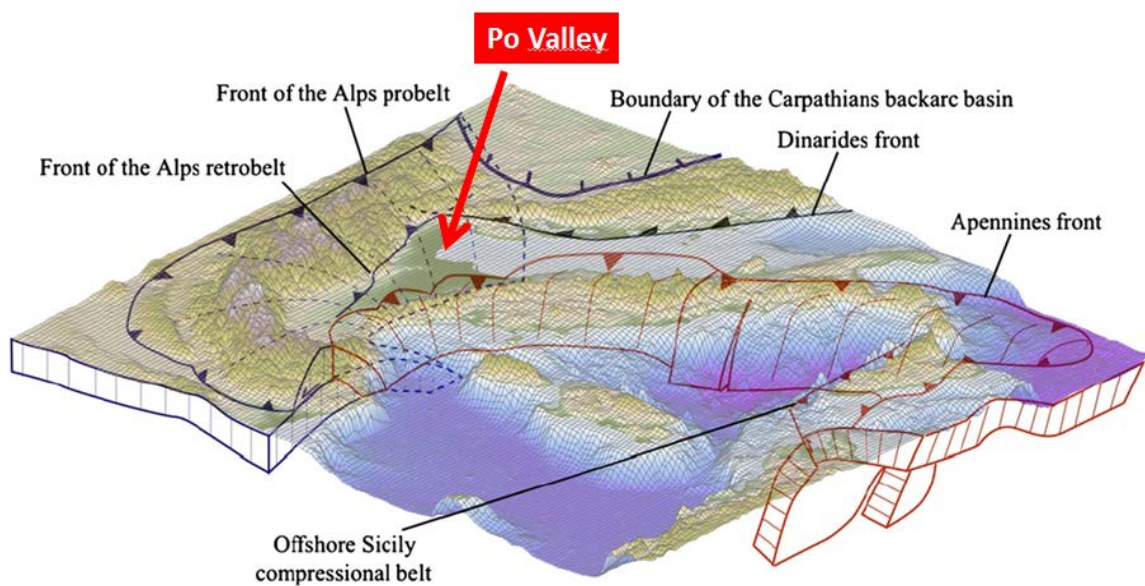 Po Valley
Front of the Alps probelt
Boundary of the Carpathians backarc basin
Dinarides front
Front of the Alps retrobelt
Apennines front
Offshore Sicily
compressional belt